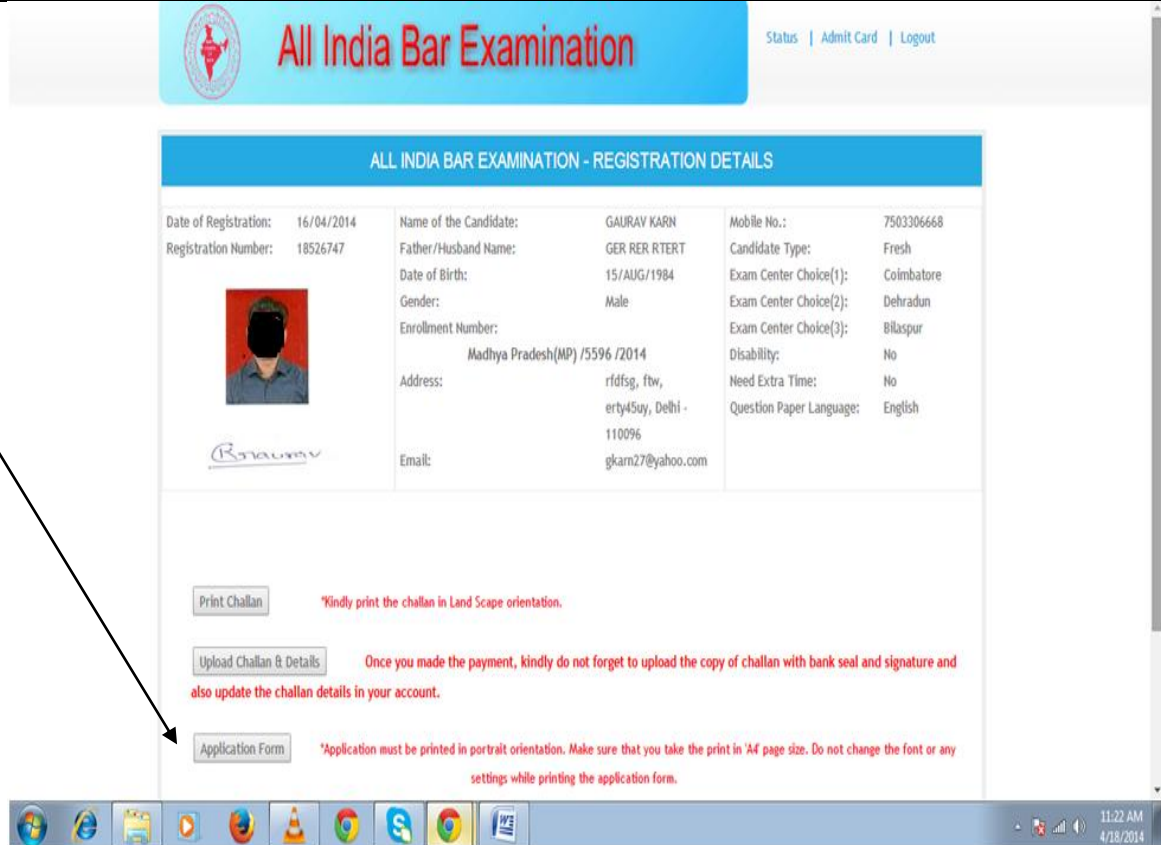 All India Bar Examination
Status | Admit Card | Logout
ALL INDIA BAR EXAMINATION - REGISTRATION DETAILS
Date of Registration: 16/04/2014
Registration Number: 18526747
Name of the Candidate: GAURAV KARN
Father/Husband Name: GER RER RTERT
Date of Birth: 15/AUG/1984
Gender: Male
Enrollment Number:
Madhya Pradesh(MP) /5596 /2014
Address: rfdfsg, ftw,
erty45uy, Delhi -
110096
Email: gkarn27@yahoo.com
Mobile No.: 7503306668
Candidate Type: Fresh
Exam Center Choice(1): Coimbatore
Exam Center Choice(2): Dehradun
Exam Center Choice(3): Bilaspur
Disability: No
Need Extra Time: No
Question Paper Language: English
Print Challan *Kindly print the challan in Land Scape orientation.
Upload Challan & Details Once you made the payment, kindly do not forget to upload the copy of challan with bank seal and signature and
also update the challan details in your account.
Application Form *Application must be printed in portrait orientation. Make sure that you take the print in 'A4' page size. Do not change the font or any
settings while printing the application form.
11:22 AM
4/18/2014